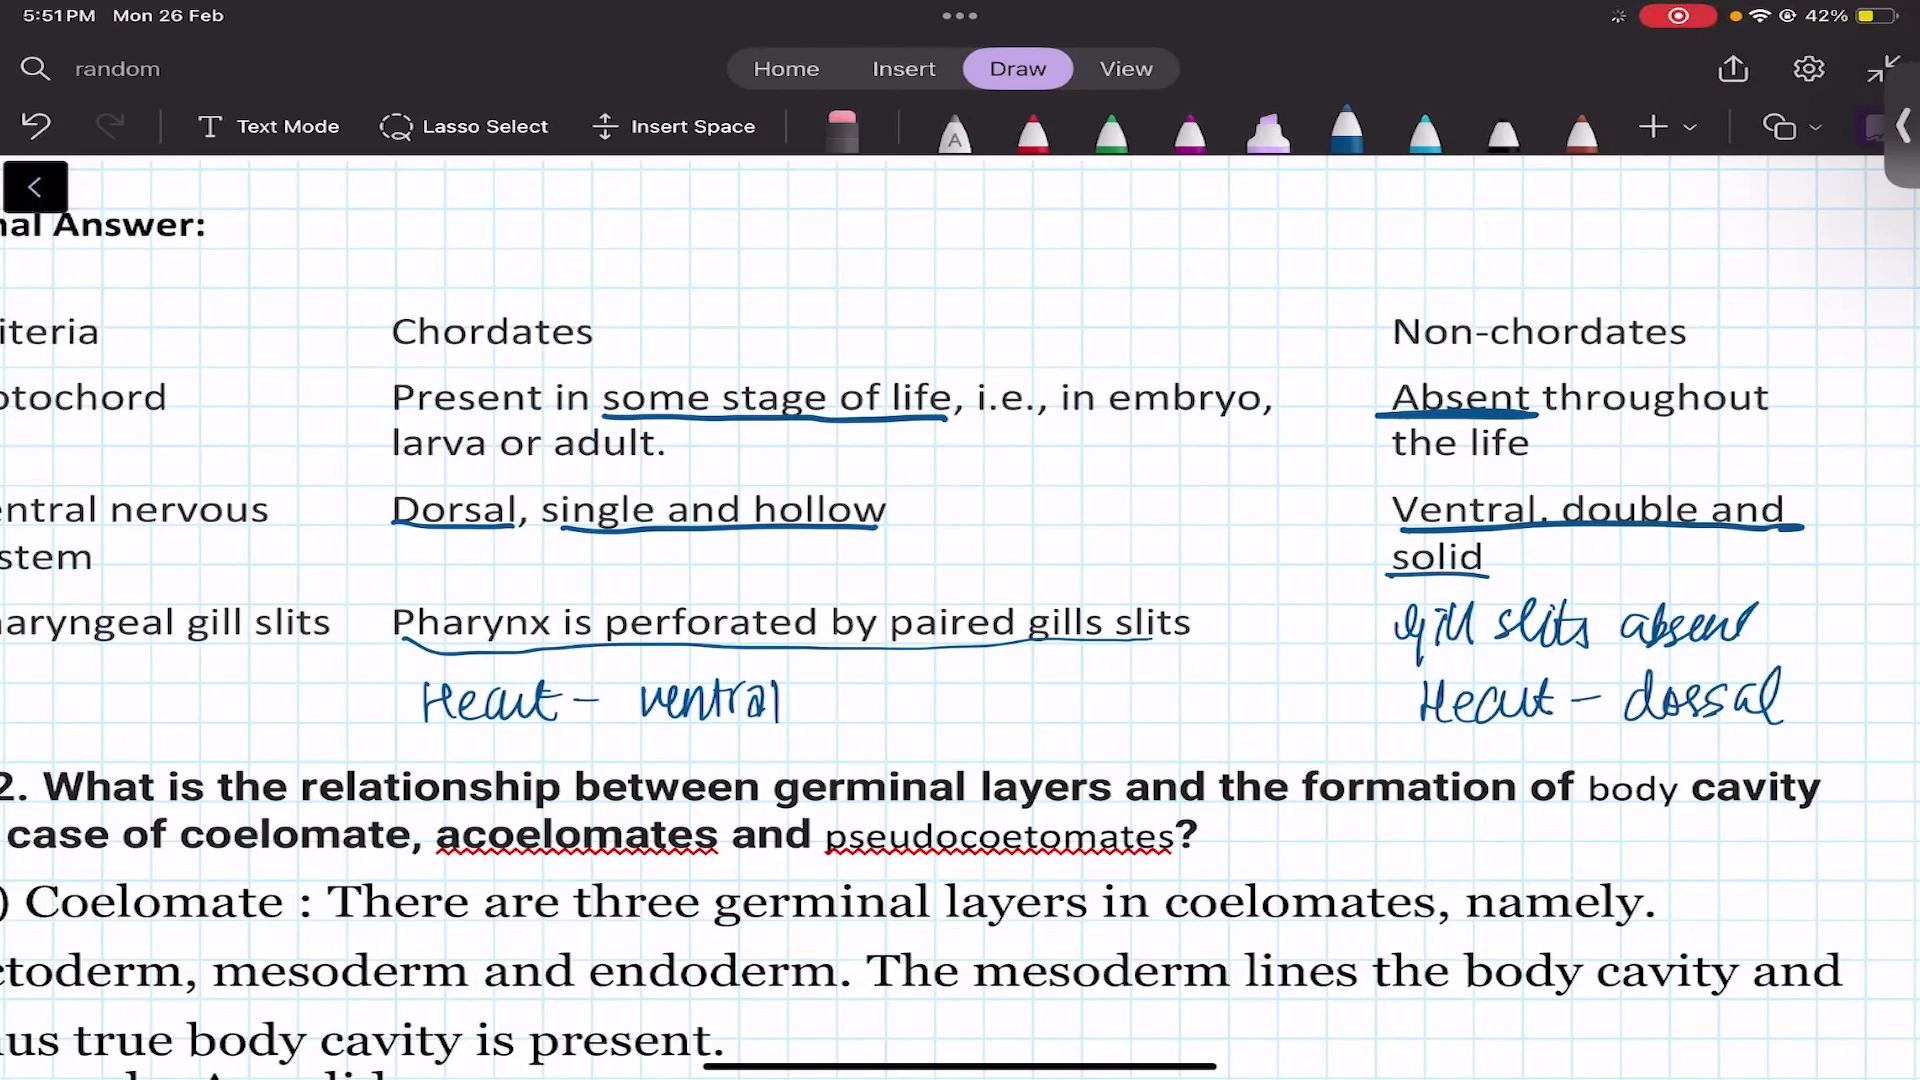 5:51PM Mon 26 Feb
42%
random
Home Insert Draw View
Text Mode Lasso Select Insert Space
A
nal Answer:
iteria Chordates Non-chordates
otochord Present in some stage of life, i.e., in embryo, Absent throughout
larva or adult. the life
entral nervous Dorsal, single and hollow Ventral, double and
stem solid
haryngeal gill slits Pharynx is perforated by paired gills slits gill slits absent
Heart - ventral Heart - dorsal
2. What is the relationship between germinal layers and the formation of body cavity
case of coelomate, acoelomates and pseudocoetomates?
) Coelomate : There are three germinal layers in coelomates, namely.
ctoderm, mesoderm and endoderm. The mesoderm lines the body cavity and
us true body cavity is present.